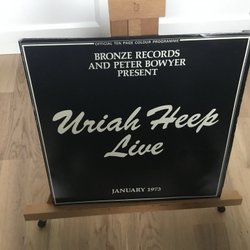 OFFICIAL TEN PAGE COLOUR PROGRAMME
BRONZE RECORDS
AND PETER BOWYER
PRESENT
Uriah Heep
Live
JANUARY 1973